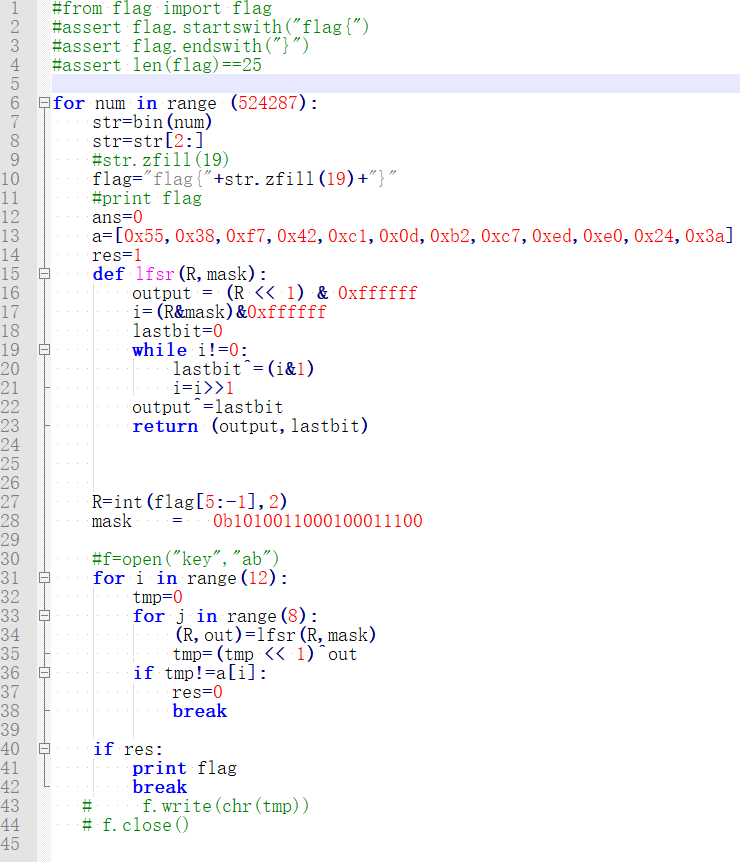 1 #from flag import flag
2 #assert flag.startswith("flag{")
3 #assert flag.endswith("}")
4 #assert len(flag)==25
5
6 for num in range (524287):
7     str=bin(num)
8     str=str[2:]
9     #str.zfill(19)
10     flag="flag{"+str.zfill(19)+"}"
11     #print flag
12     ans=0
13     a=[0x55,0x38,0xf7,0x42,0xc1,0x0d,0xb2,0xc7,0xed,0xe0,0x24,0x3a]
14     res=1
15     def lfsr(R,mask):
16         output = (R << 1) & 0xffffff
17         i=(R&mask)&0xffffff
18         lastbit=0
19         while i!=0:
20             lastbit^=(i&1)
21             i=i>>1
22         output^=lastbit
23         return (output,lastbit)
24
25
26
27     R=int(flag[5:-1],2)
28     mask    =   0b1010011000100011100
29
30     #f=open("key","ab")
31     for i in range(12):
32         tmp=0
33         for j in range(8):
34             (R,out)=lfsr(R,mask)
35             tmp=(tmp << 1)^out
36         if tmp!=a[i]:
37             res=0
38             break
39
40     if res:
41         print flag
42         break
43    #     f.write(chr(tmp))
44    # f.close()
45